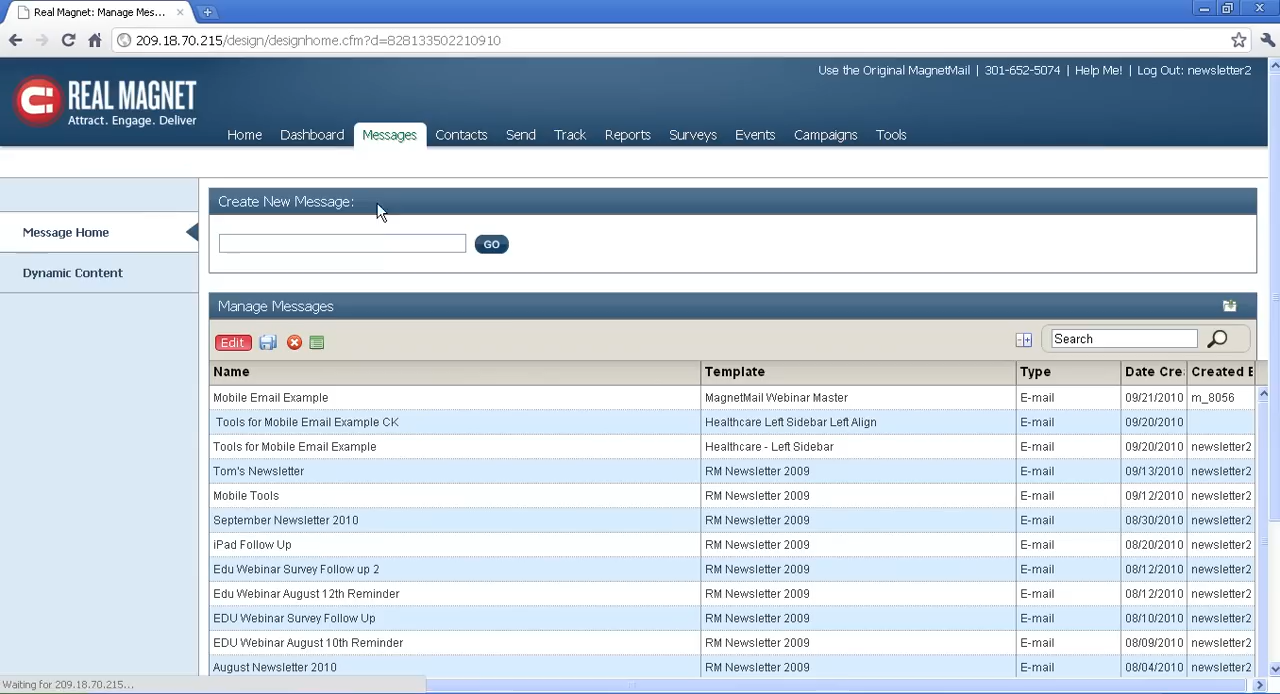 Real Magnet: Manage Mes...
209.18.70.215/design/designhome.cfm?d=828133502210910
Use the Original MagnetMail | 301-652-5074 | Help Me! | Log Out: newsletter2
REAL MAGNET
Attract. Engage. Deliver
Home Dashboard Messages Contacts Send Track Reports Surveys Events Campaigns Tools
Create New Message:
GO
Message Home
Dynamic Content
Manage Messages
Edit Search
Name Template Type Date Cre Created E
Mobile Email Example MagnetMail Webinar Master E-mail 09/21/2010 m_8056
Tools for Mobile Email Example CK Healthcare Left Sidebar Left Align E-mail 09/20/2010
Tools for Mobile Email Example Healthcare - Left Sidebar E-mail 09/20/2010 newsletter2
Tom's Newsletter RM Newsletter 2009 E-mail 09/13/2010 newsletter2
Mobile Tools RM Newsletter 2009 E-mail 09/12/2010 newsletter2
September Newsletter 2010 RM Newsletter 2009 E-mail 08/30/2010 newsletter2
iPad Follow Up RM Newsletter 2009 E-mail 08/20/2010 newsletter2
Edu Webinar Survey Follow up 2 RM Newsletter 2009 E-mail 08/12/2010 newsletter2
Edu Webinar August 12th Reminder RM Newsletter 2009 E-mail 08/12/2010 newsletter2
EDU Webinar Survey Follow Up RM Newsletter 2009 E-mail 08/10/2010 newsletter2
EDU Webinar August 10th Reminder RM Newsletter 2009 E-mail 08/09/2010 newsletter2
August Newsletter 2010 RM Newsletter 2009 E-mail 08/04/2010 newsletter2
Waiting for 209.18.70.215...